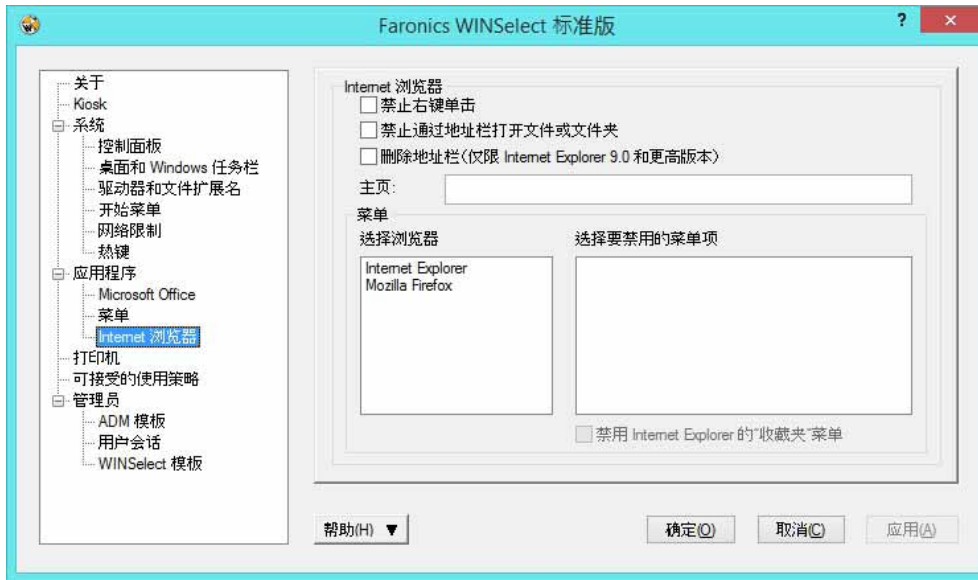 Faronics WINSelect 标准版
?
关于
Kiosk
系统
控制面板
桌面和 Windows 任务栏
驱动器和文件扩展名
开始菜单
网络限制
热键
应用程序
Microsoft Office
菜单
Internet 浏览器
打印机
可接受的使用策略
管理员
ADM 模板
用户会话
WINSelect 模板
Internet 浏览器
禁止右键单击
禁止通过地址栏打开文件或文件夹
删除地址栏(仅限 Internet Explorer 9.0 和更高版本)
主页:
菜单
选择浏览器
选择要禁用的菜单项
Internet Explorer
Mozilla Firefox
禁用 Internet Explorer 的"收藏夹"菜单
帮助(H) ▼
确定(O)
取消(C)
应用(A)